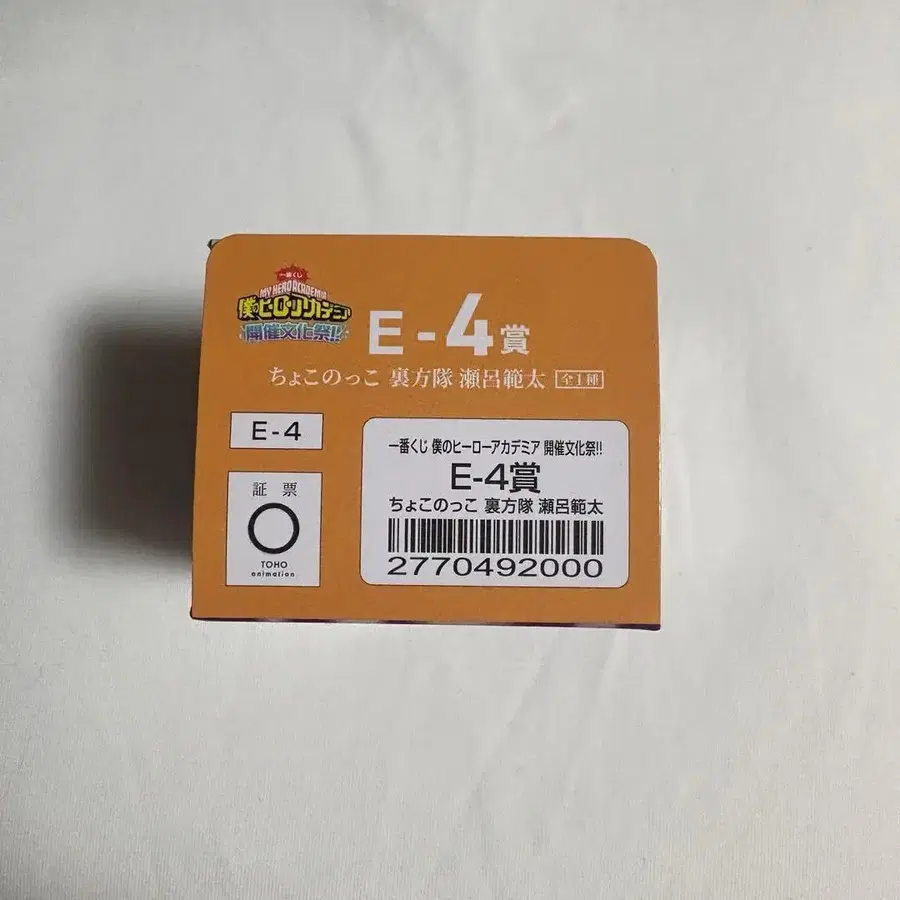 一番くじ
MY HERO ACADEMIA
僕のヒーローアカデミア
開催文化祭!!
E-4賞
ちょこのっこ 裏方隊 瀬呂範太 全1種
E-4
証票
TOHO
animation
一番くじ 僕のヒーローアカデミア 開催文化祭!!
E-4賞
ちょこのっこ 裏方隊 瀬呂範太
2770492000